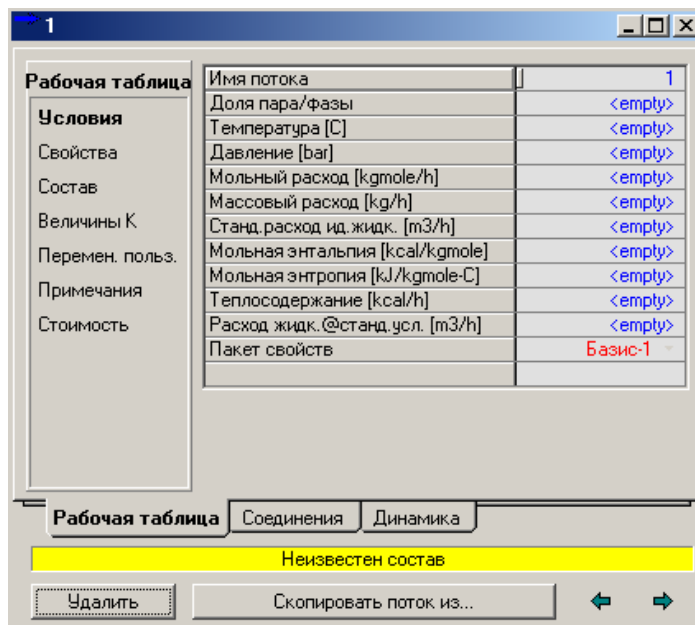 1
Рабочая таблица
Условия
Свойства
Состав
Величины К
Перемен. польз.
Примечания
Стоимость
Имя потока 1
Доля пара/фазы <empty>
Температура [C] <empty>
Давление [bar] <empty>
Мольный расход [kgmole/h] <empty>
Массовый расход [kg/h] <empty>
Станд.расход ид.жидк. [m3/h] <empty>
Мольная энтальпия [kcal/kgmole] <empty>
Мольная энтропия [kJ/kgmole-C] <empty>
Теплосодержание [kcal/h] <empty>
Расход жидк.@станд.усл. [m3/h] <empty>
Пакет свойств Базис-1
Рабочая таблица Соединения Динамика
Неизвестен состав
Удалить Скопировать поток из...